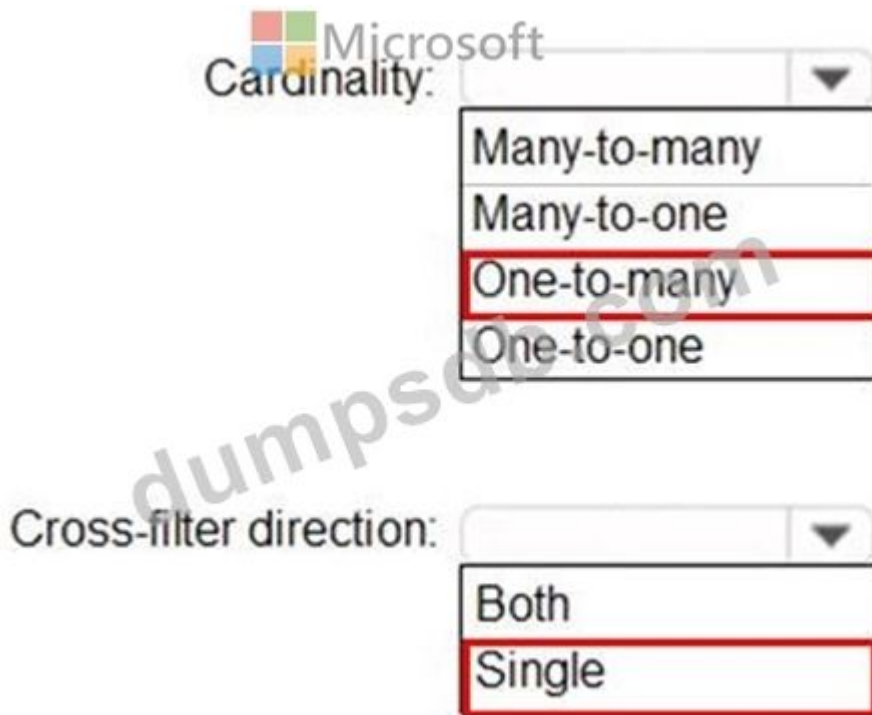 Microsoft
Cardinality:
Many-to-many
Many-to-one
One-to-many
One-to-one
dumpsdb.com
Cross-filter direction:
Both
Single